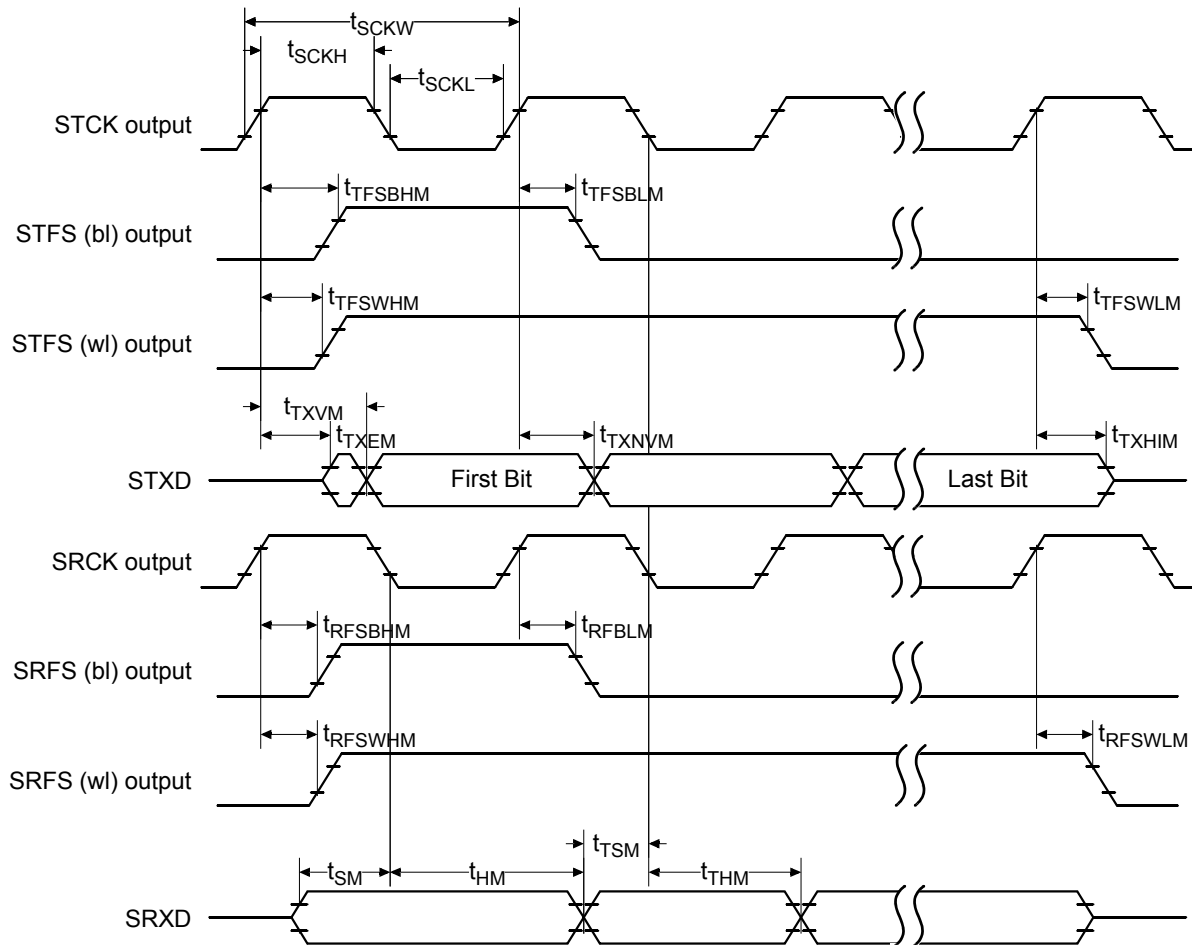 tSCKW
tSCKH
tSCKL
STCK output
tTFSBHM
tTFSBLM
STFS (bl) output
tTFSWHM
tTFSWLM
STFS (wl) output
tTXVM
tTXEM
tTXNVM
tTXHIM
STXD
First Bit
Last Bit
SRCK output
tRFSBHM
tRFBLM
SRFS (bl) output
tRFSWHM
tRFSWLM
SRFS (wl) output
tTSM
tSM
tHM
tTHM
SRXD